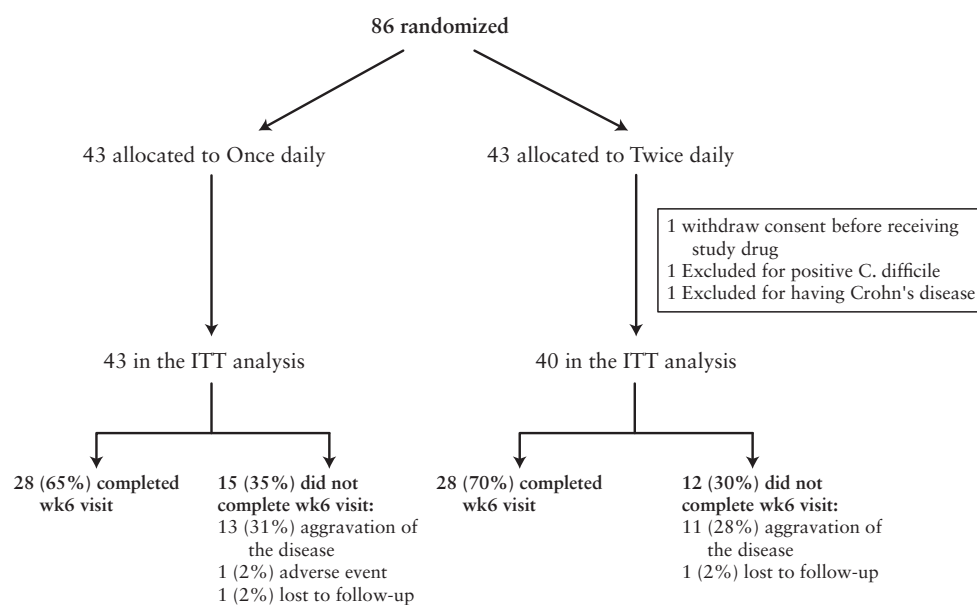 86 randomized
43 allocated to Once daily
43 allocated to Twice daily
1 withdraw consent before receiving
study drug
1 Excluded for positive C. difficile
1 Excluded for having Crohn's disease
43 in the ITT analysis
40 in the ITT analysis
28 (65%) completed
wk6 visit
15 (35%) did not
complete wk6 visit:
13 (31%) aggravation of
the disease
1 (2%) adverse event
1 (2%) lost to follow-up
28 (70%) completed
wk6 visit
12 (30%) did not
complete wk6 visit:
11 (28%) aggravation of
the disease
1 (2%) lost to follow-up